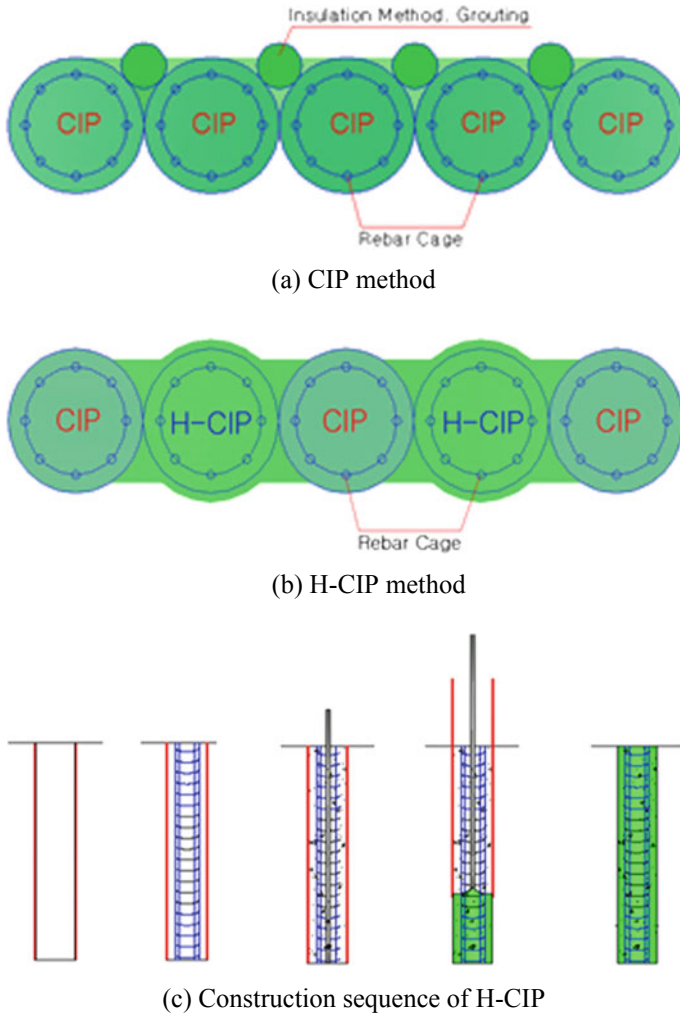 Insulation Method. Grouting
CIP CIP CIP CIP CIP
Rebar Cage
(a) CIP method
CIP H-CIP CIP H-CIP CIP
Rebar Cage
(b) H-CIP method
(c) Construction sequence of H-CIP